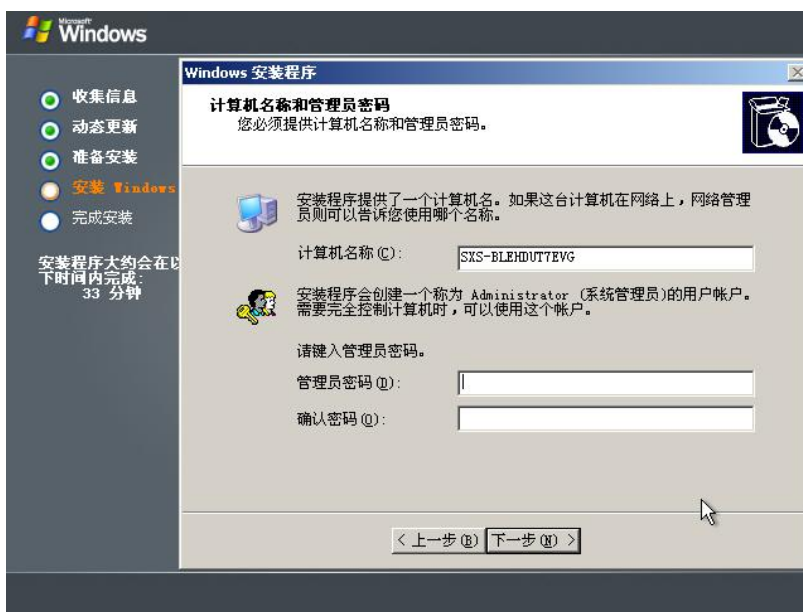 Microsoft
Windows
收集信息
动态更新
准备安装
安装 Windows
完成安装
安装程序大约会在以
下时间内完成:
33 分钟
Windows 安装程序
计算机名称和管理员密码
您必须提供计算机名称和管理员密码。
安装程序提供了一个计算机名。如果这台计算机在网络上，网络管理
员则可以告诉您使用哪个名称。
计算机名称(C):
SXS-BLEHDUT7EVG
安装程序会创建一个称为 Administrator (系统管理员)的用户帐户。
需要完全控制计算机时，可以使用这个帐户。
请键入管理员密码。
管理员密码(D):
确认密码(O):
< 上一步(B)
下一步(N) >